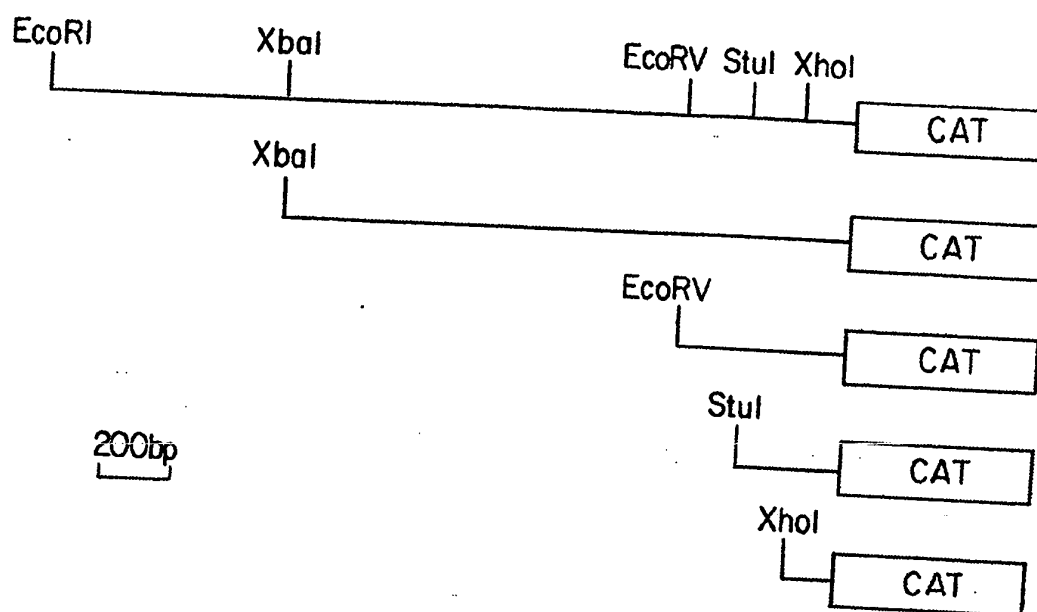 EcoRI XbaI EcoRV StuI XhoI
CAT
XbaI
CAT
EcoRV
CAT
StuI
200bp
CAT
XhoI
CAT